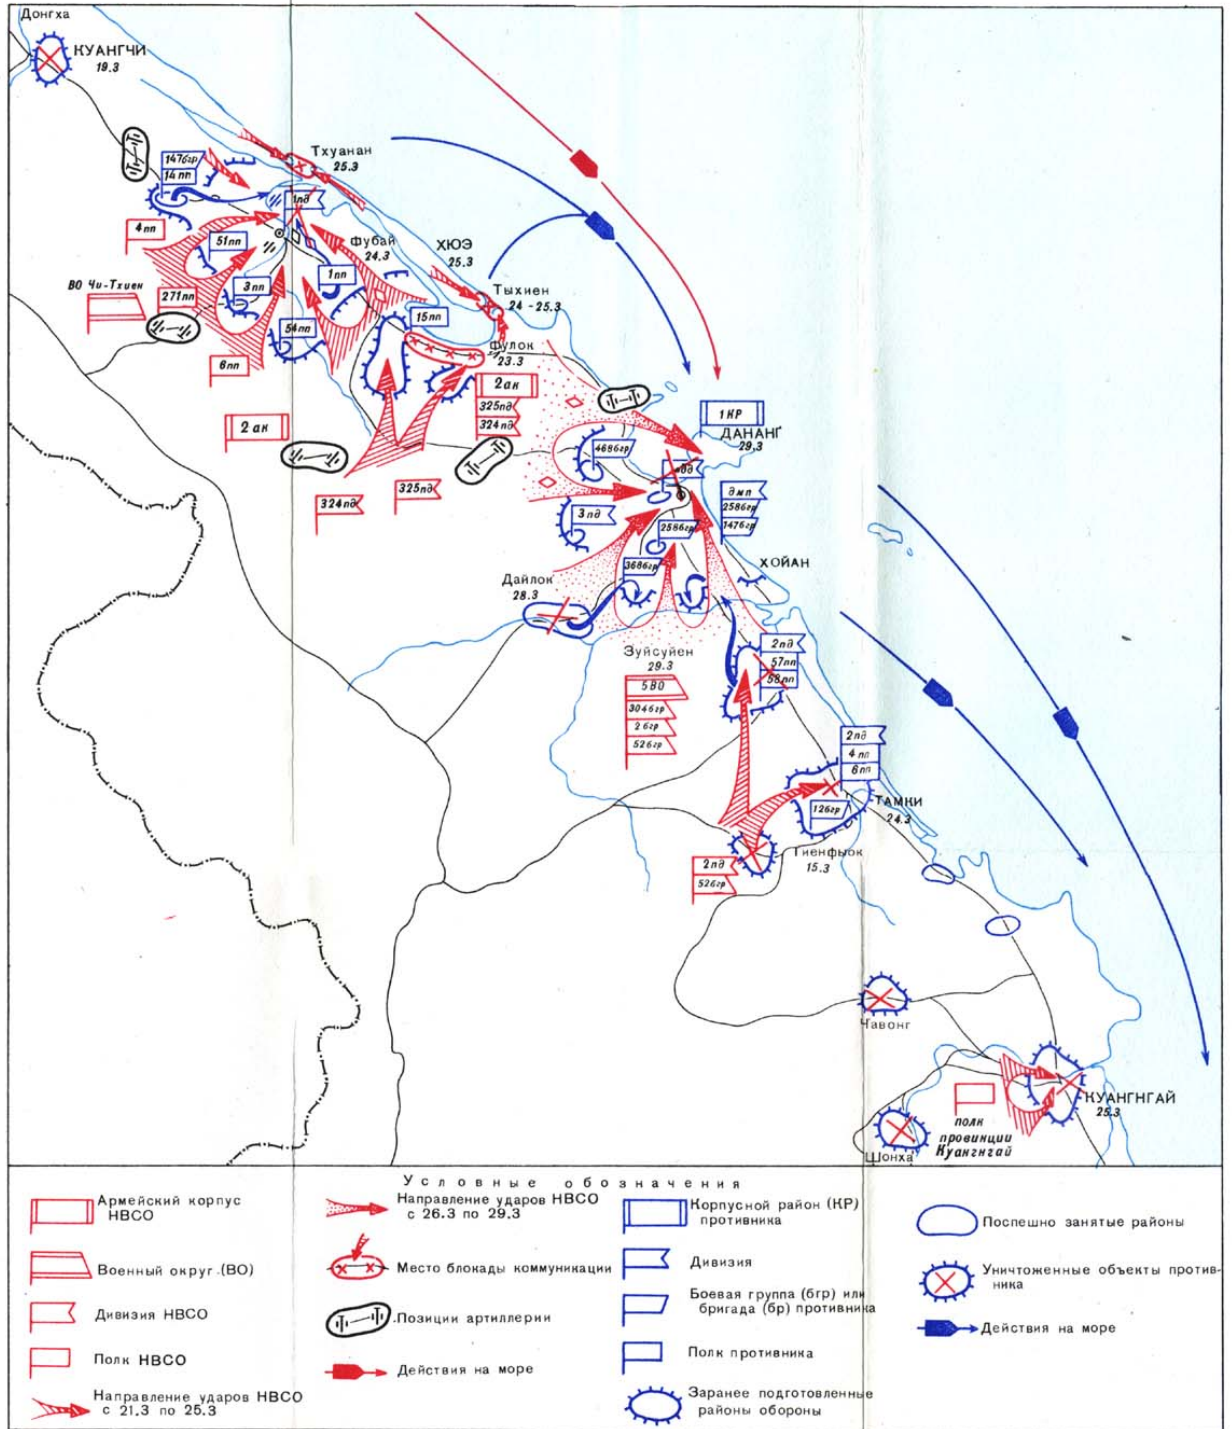 Донгха
КУАНГЧИ
19.3
Тхуанан
25.3
147бгр
14пп
1пд
4пп
51пп
Фубай
24.3
ХЮЭ
25.3
ВО Чи-Тхиен
271пп
3пп
1пп
Тыхиен
24-25.3
54пп
15пп
6пп
Фулок
23.3
2ак
325пд
324пд
2ак
1КР
ДАНАНГ
29.3
468бгр
324пд
325пд
3пд
дмп
258бгр
147бгр
258бгр
368бгр
ХОЙАН
Дайлок
28.3
Зуйсуйен
29.3
5ВО
304бгр
2бгр
52бгр
2пд
57пп
58пп
2пд
4пп
6пп
12бгр
ТАМКИ
24.3
Тиенфыок
15.3
2пд
52бгр
Чавонг
КУАНГНГАЙ
25.3
полк
провинции
Куангнгай
Шонха
Условные обозначения
Армейский корпус
НВСО
Военный округ.(ВО)
Дивизия НВСО
Полк НВСО
Направление ударов НВСО
с 21.3 по 25.3
Направление ударов НВСО
с 26.3 по 29.3
Место блокады коммуникации
Позиции артиллерии
Действия на море
Корпусной район (КР)
противника
Дивизия
Боевая группа (бгр) или
бригада (бр) противника
Полк противника
Заранее подготовленные
районы обороны
Поспешно занятые районы
Уничтоженные объекты против-
ника
Действия на море